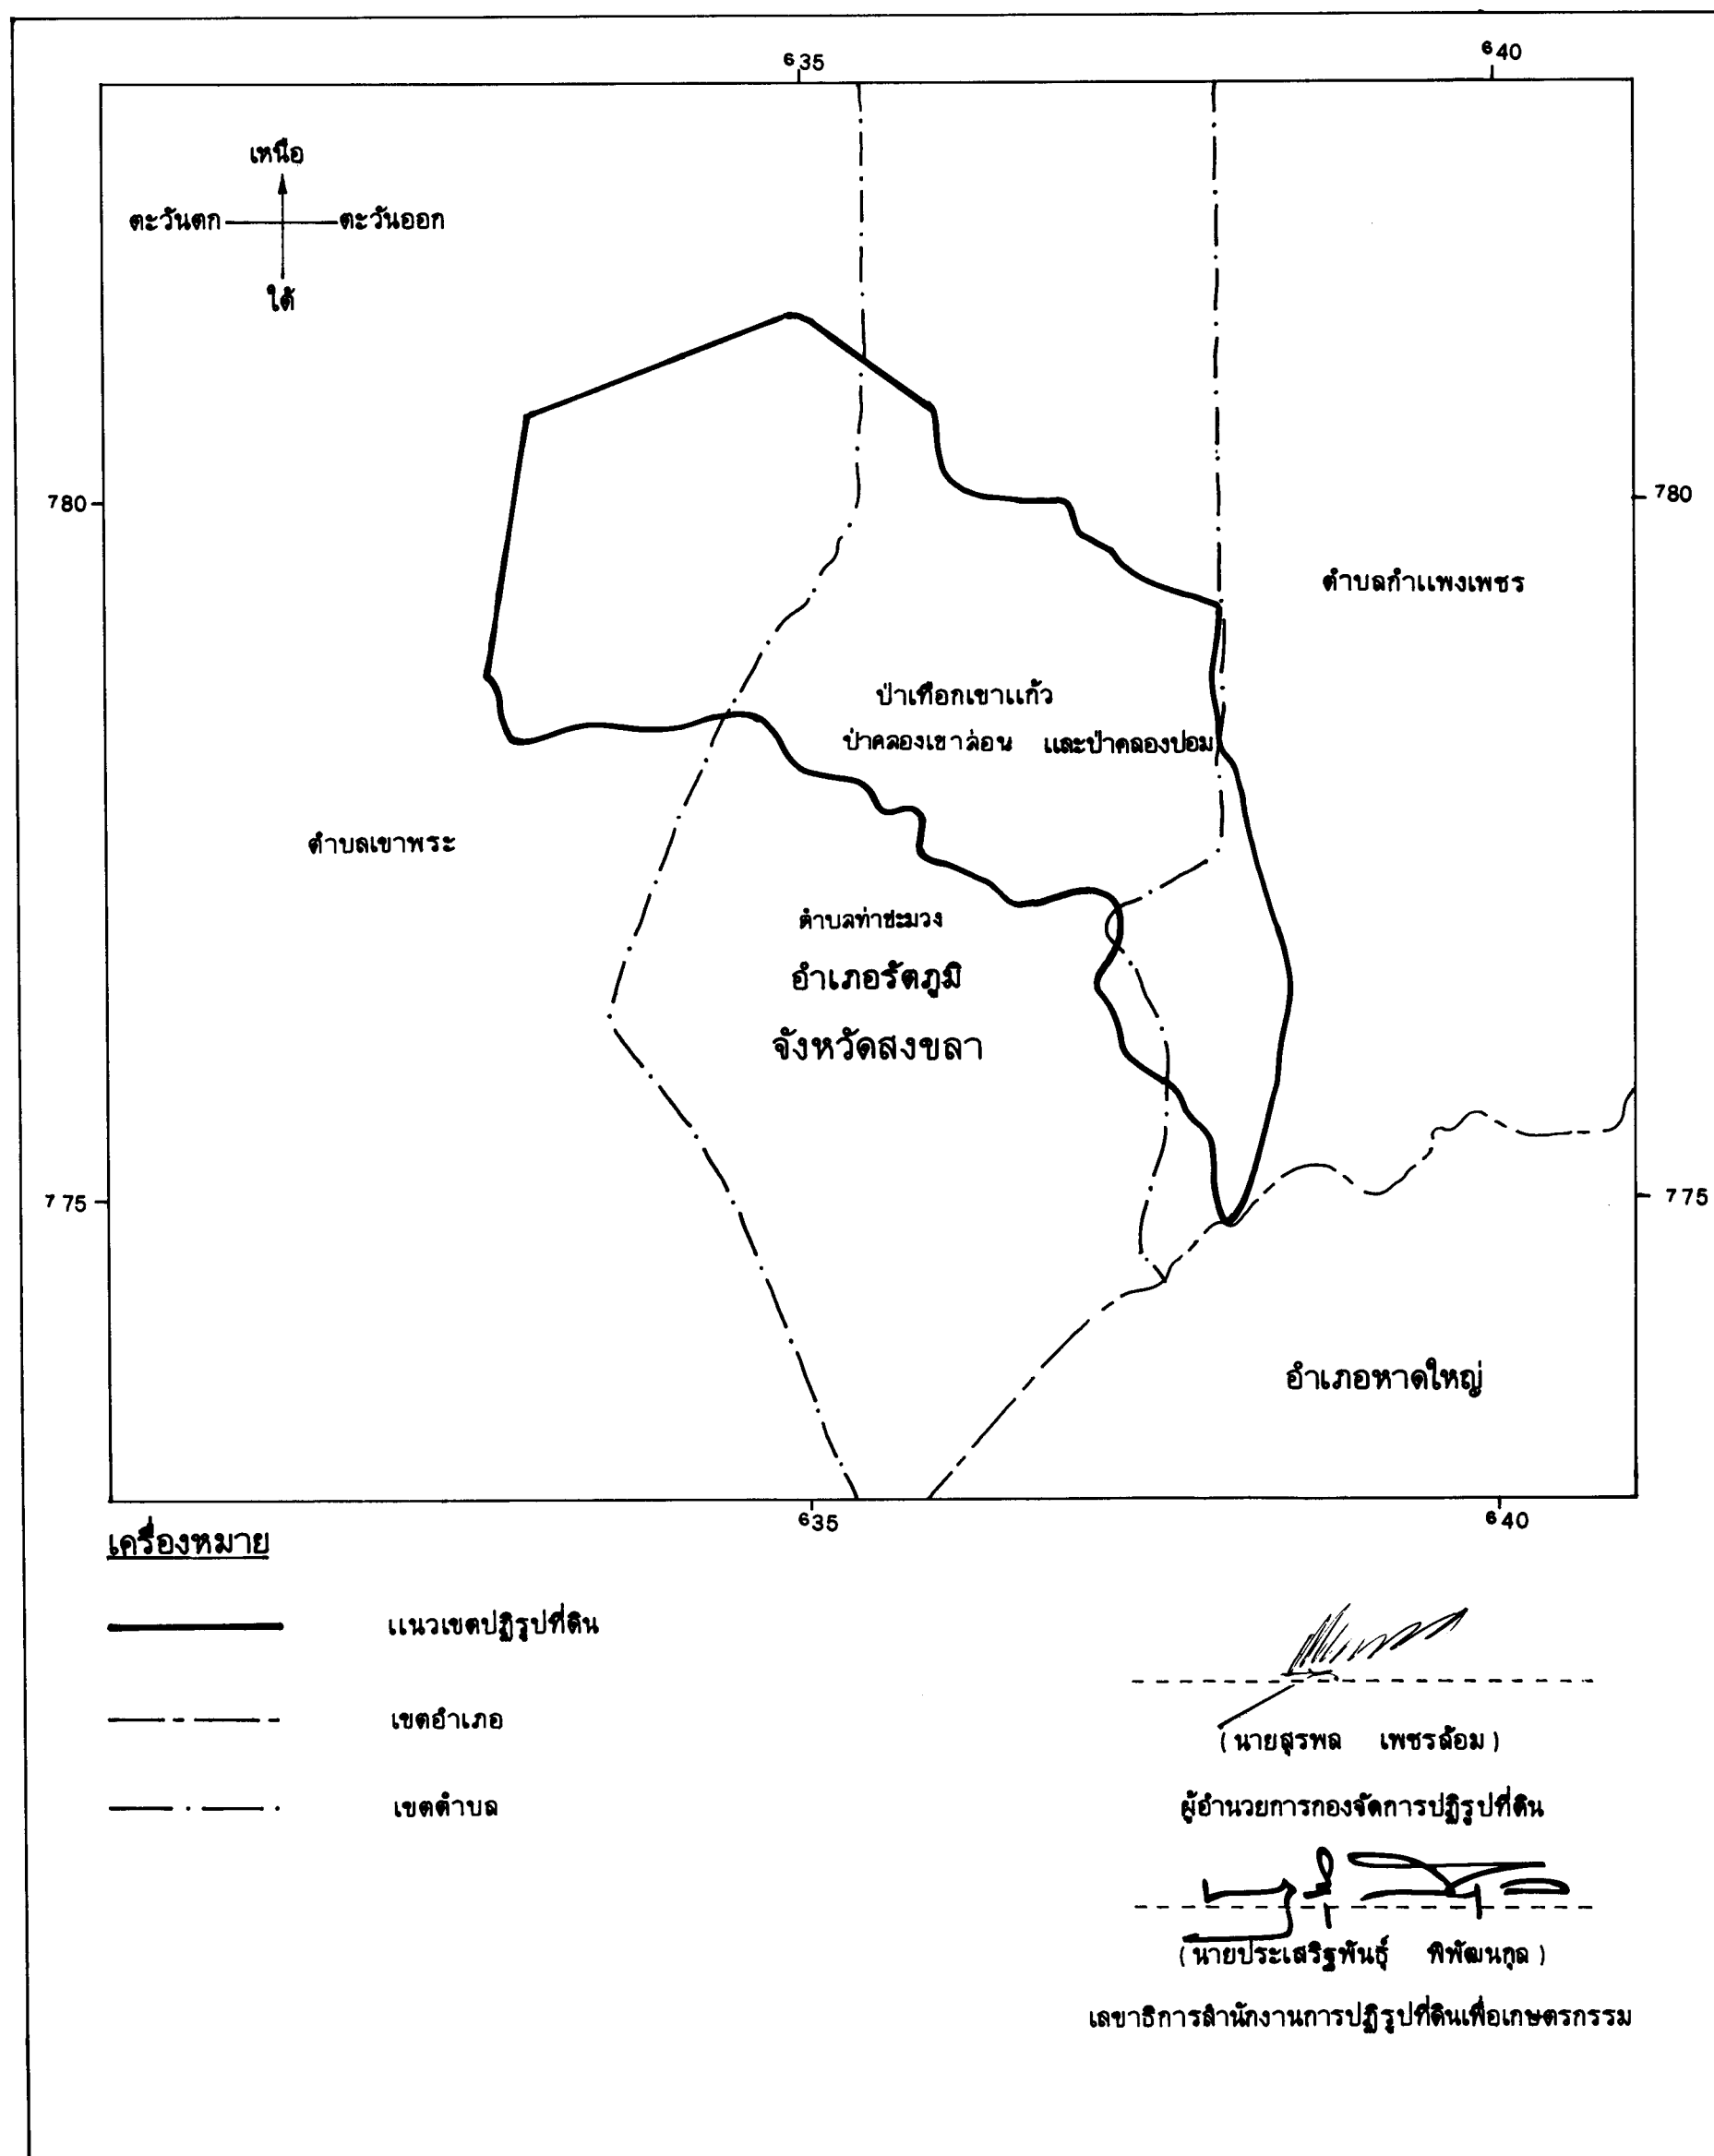 635 640
เหนือ
ตะวันตก ตะวันออก
ใต้
780 780
ตำบลกำแพงเพชร
ป่าเทือกเขาแก้ว
ป่าคลองเขาล่อน และป่าคลองปอม
ตำบลเขาพระ
ตำบลท่าชะมวง
อำเภอรัตภูมิ
จังหวัดสงขลา
775 775
อำเภอหาดใหญ่
635 640
เครื่องหมาย
แนวเขตปฏิรูปที่ดิน
เขตอำเภอ
(นายสุรพล เพชรล้อม)
เขตตำบล
ผู้อำนวยการกองจัดการปฏิรูปที่ดิน
(นายประเสริฐพันธุ์ พิพัฒนกุล)
เลขาธิการสำนักงานการปฏิรูปที่ดินเพื่อเกษตรกรรม